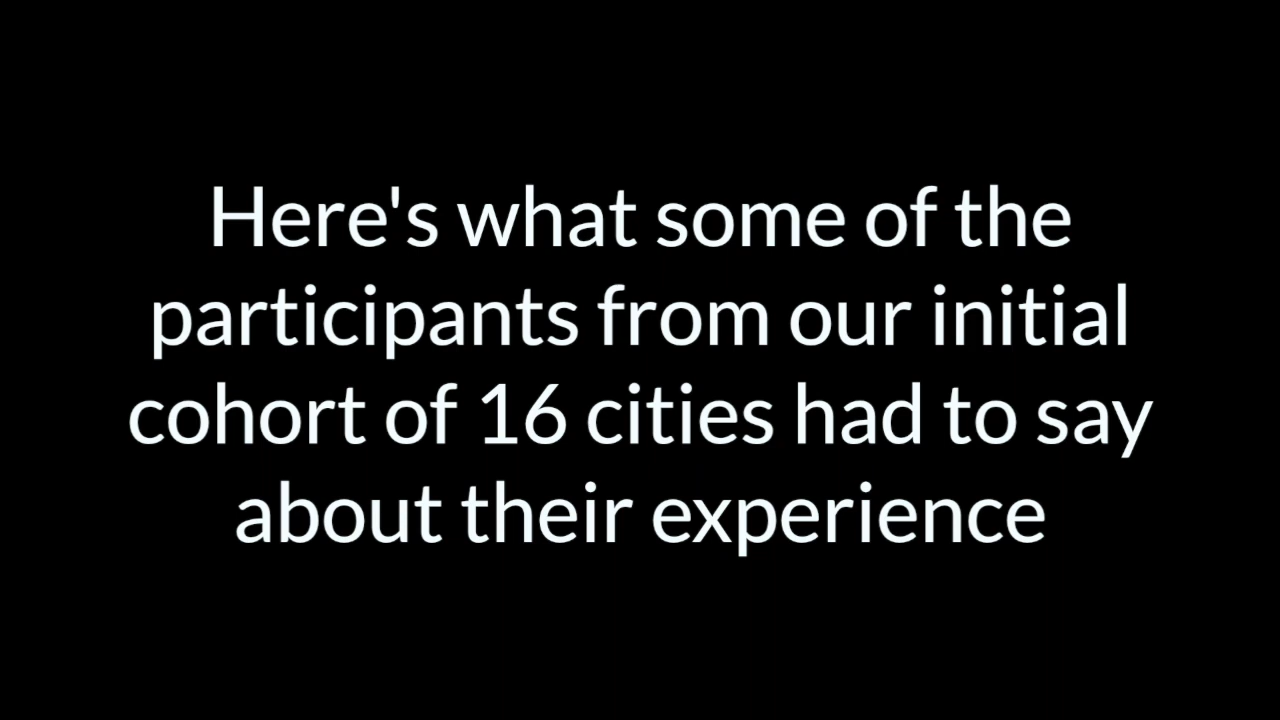 Here's what some of the
participants from our initial
cohort of 16 cities had to say
about their experience